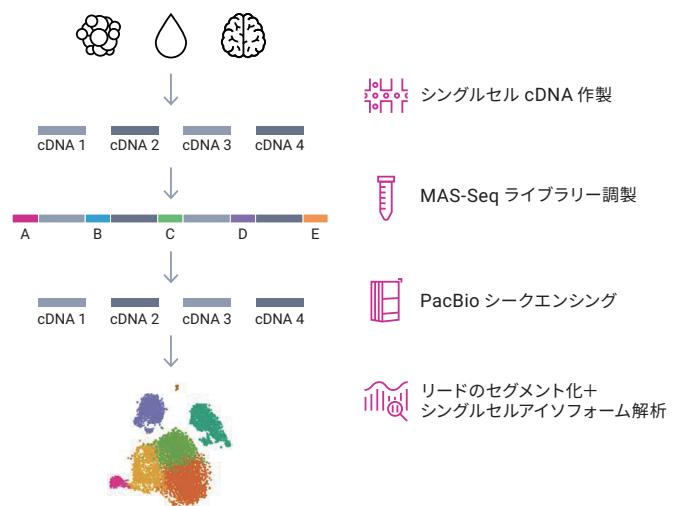 シングルセル cDNA 作製
cDNA 1 cDNA 2 cDNA 3 cDNA 4
MAS-Seq ライブラリー調製
A B C D E
PacBio シークエンシング
cDNA 1 cDNA 2 cDNA 3 cDNA 4
リードのセグメント化＋
シングルセルアイソフォーム解析